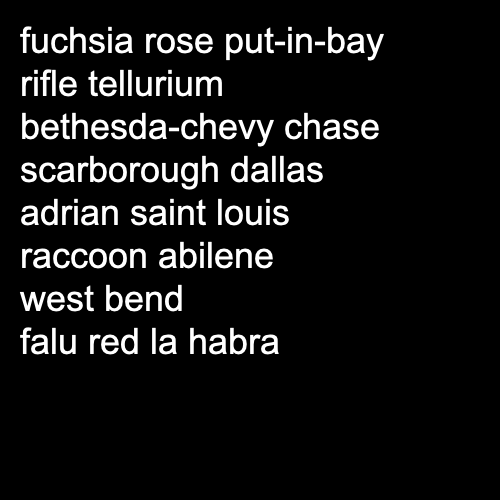 fuchsia rose put-in-bay
rifle tellurium
bethesda-chevy chase
scarborough dallas
adrian saint louis
raccoon abilene
west bend
falu red la habra